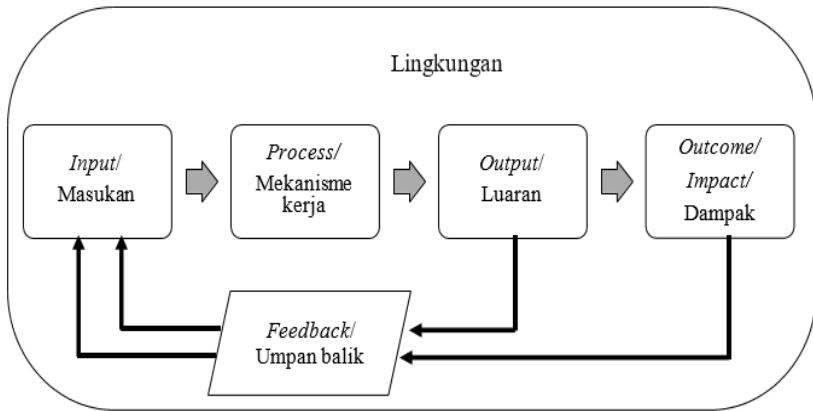 Lingkungan
Input/
Masukan
Process/
Mekanisme
kerja
Output/
Luaran
Outcome/
Impact/
Dampak
Feedback/
Umpan balik